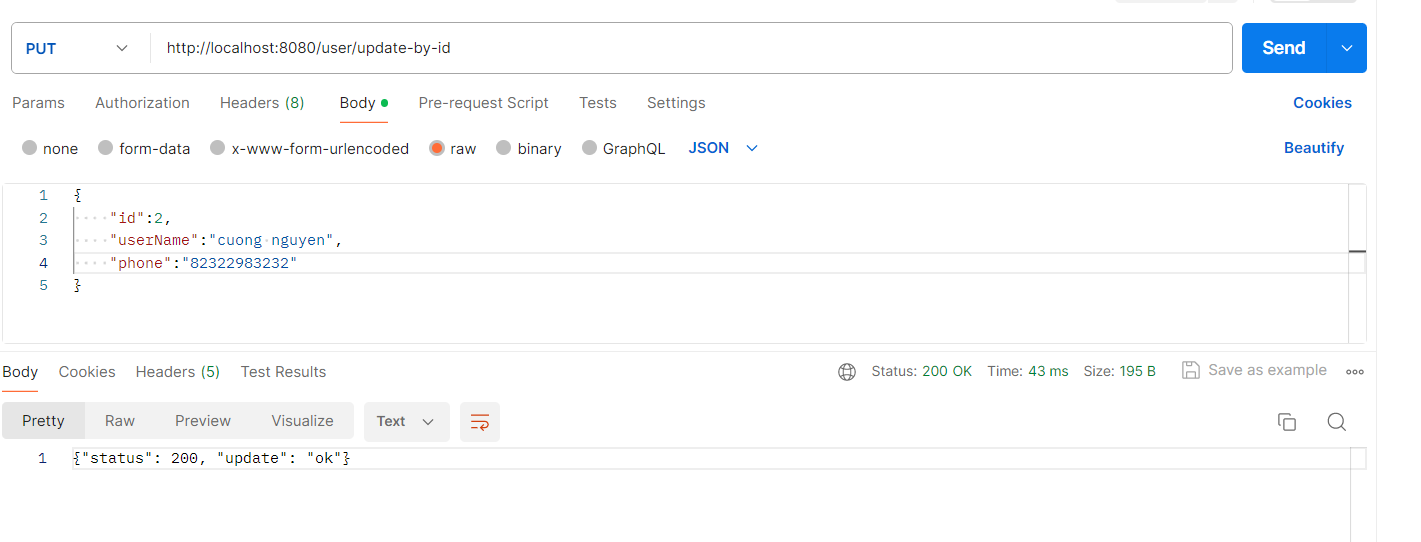 PUT http://localhost:8080/user/update-by-id Send
Params Authorization Headers (8) Body Pre-request Script Tests Settings Cookies
none form-data x-www-form-urlencoded raw binary GraphQL JSON Beautify
1 {
2 "id":2,
3 "userName":"cuong nguyen",
4 "phone":"82322983232"
5 }
Body Cookies Headers (5) Test Results Status: 200 OK Time: 43 ms Size: 195 B Save as example
Pretty Raw Preview Visualize Text
1 {"status": 200, "update": "ok"}